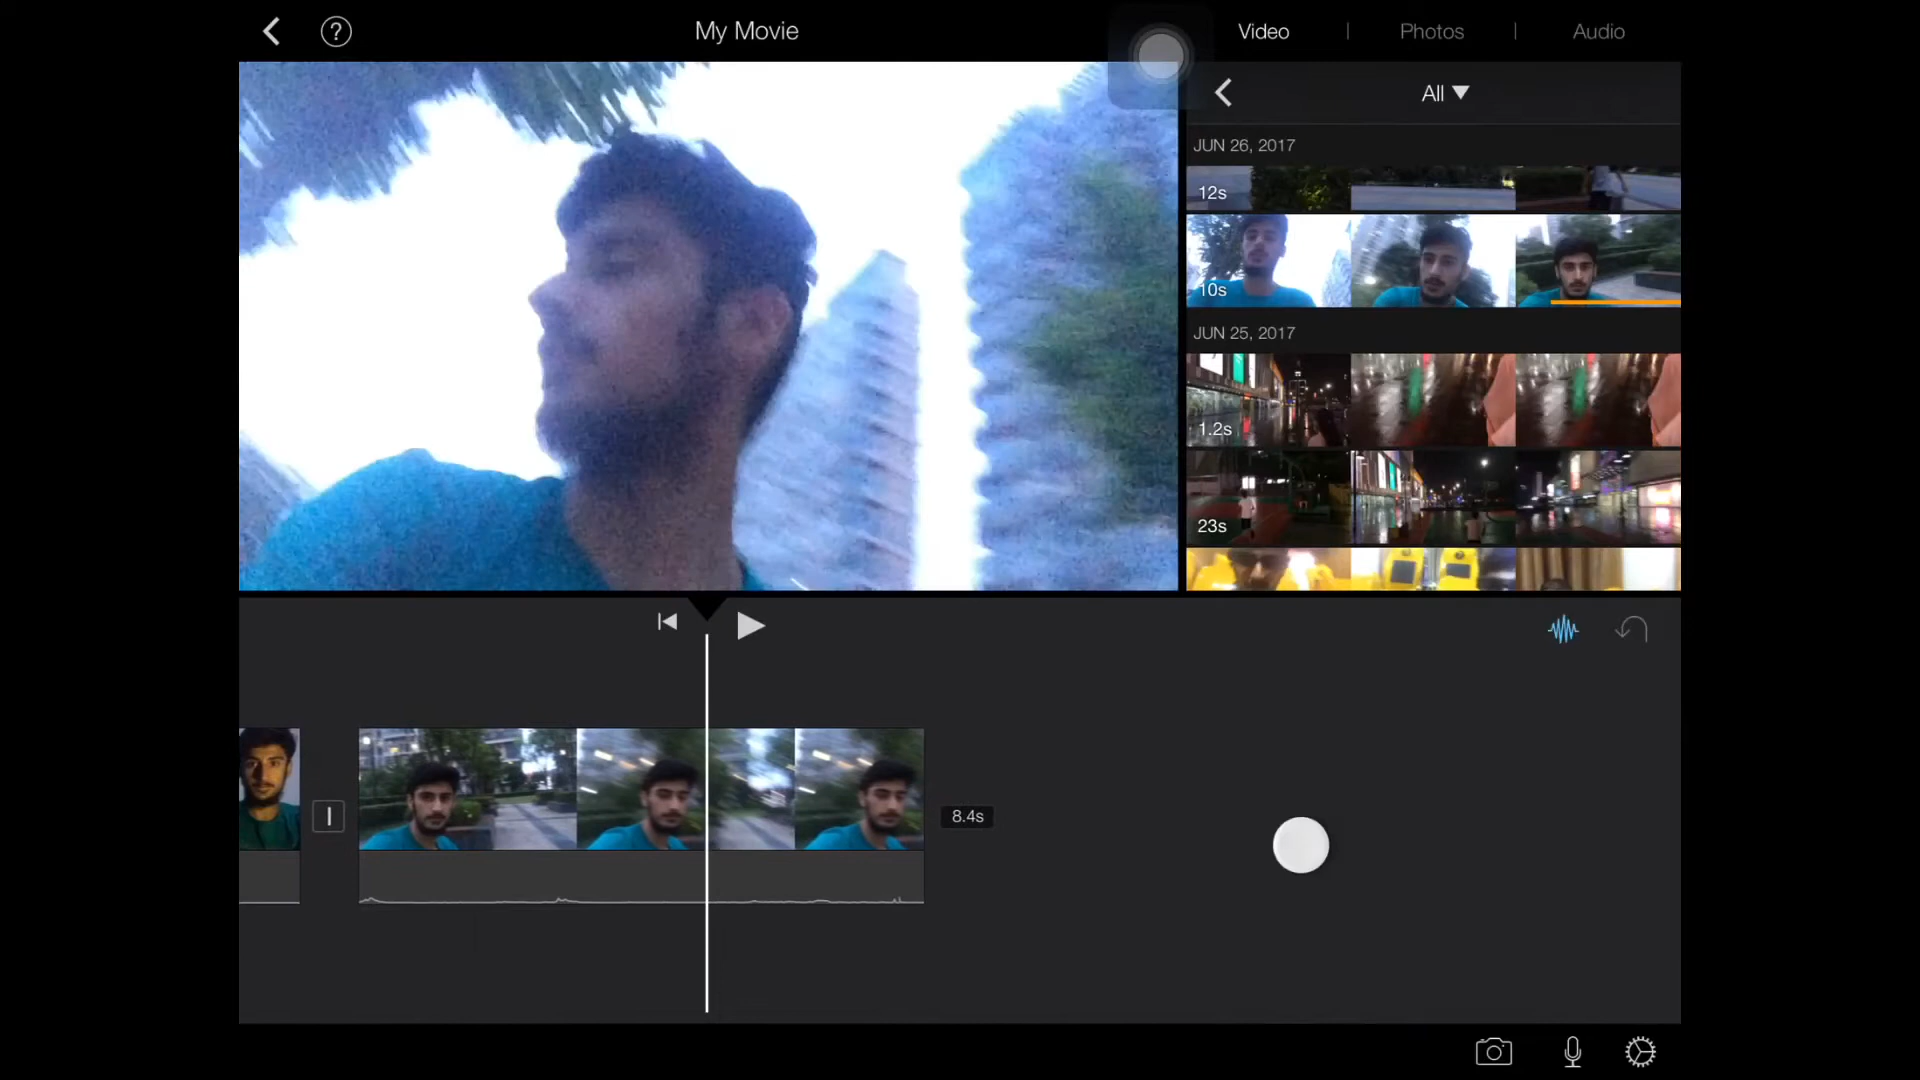 ?
My Movie
Video | Photos | Audio
All
JUN 26, 2017
12s
10s
JUN 25, 2017
1.2s
23s
8.4s